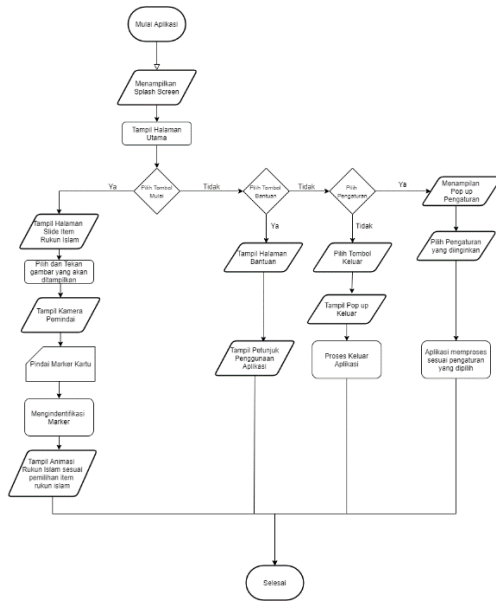 Mulai Aplikasi
Menampilkan
Splash Screen
Tampil Halaman
Utama
Pilih Tombol
Mulai
Ya
Tidak
Pilih Tombol
Bantuan
Tidak
Pilih
Pengaturan
Ya
Menampilan
Pop up
Pengaturan
Tampil Halaman
Slide Item
Rukun Islam
Ya
Tidak
Tampil Halaman
Bantuan
Pilih Tombol
Keluar
Pilih Pengaturan
yang diinginkan
Pilih dan Tekan
gambar yang akan
ditampilkan
Tampil Kamera
Pemindai
Tampil Pop up
Keluar
Pindai Marker Kartu
Tampil Petunjuk
Penggunaan
Aplikasi
Proses Keluar
Aplikasi
Aplikasi memproses
sesuai pengaturan
yang dipilih
Mengindentifikasi
Marker
Tampil Animasi
Rukun Islam sesuai
pemilihan item
rukun islam
Selesai